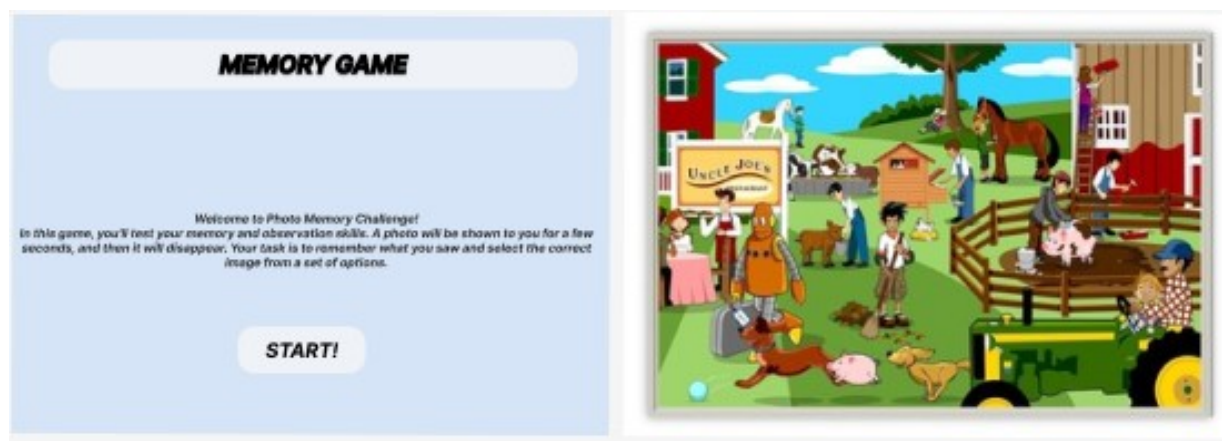 MEMORY GAME
Welcome to Photo Memory Challenge!
In this game, you'll test your memory and observation skills. A photo will be shown to you for a few
seconds, and then it will disappear. Your task is to remember what you saw and select the correct
image from a set of options.
START!
UNCLE JOE'S
RESTAURANT